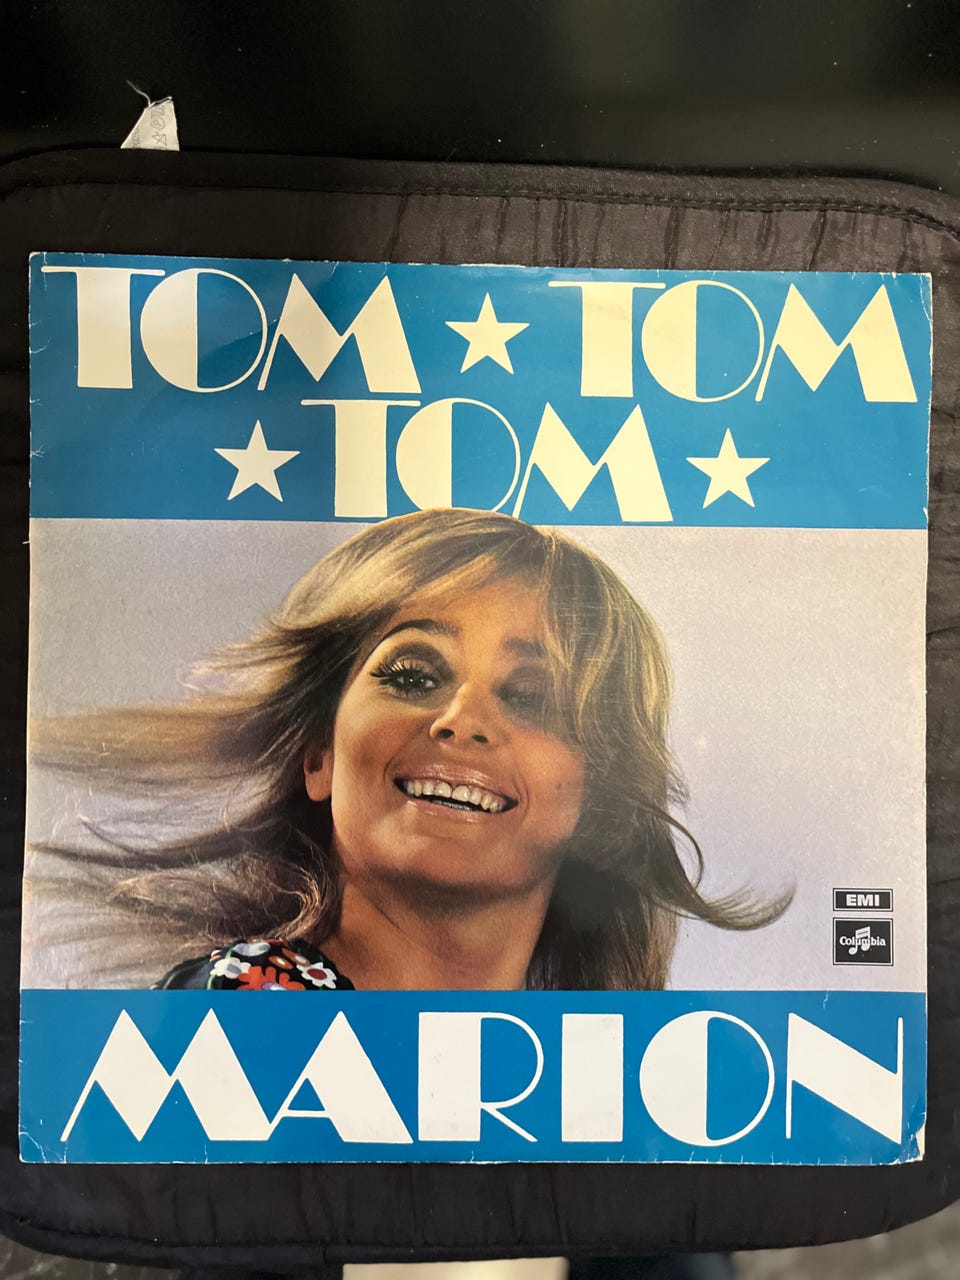 TOM ★ TOM
★ TOM ★
EMI
Columbia
MARION